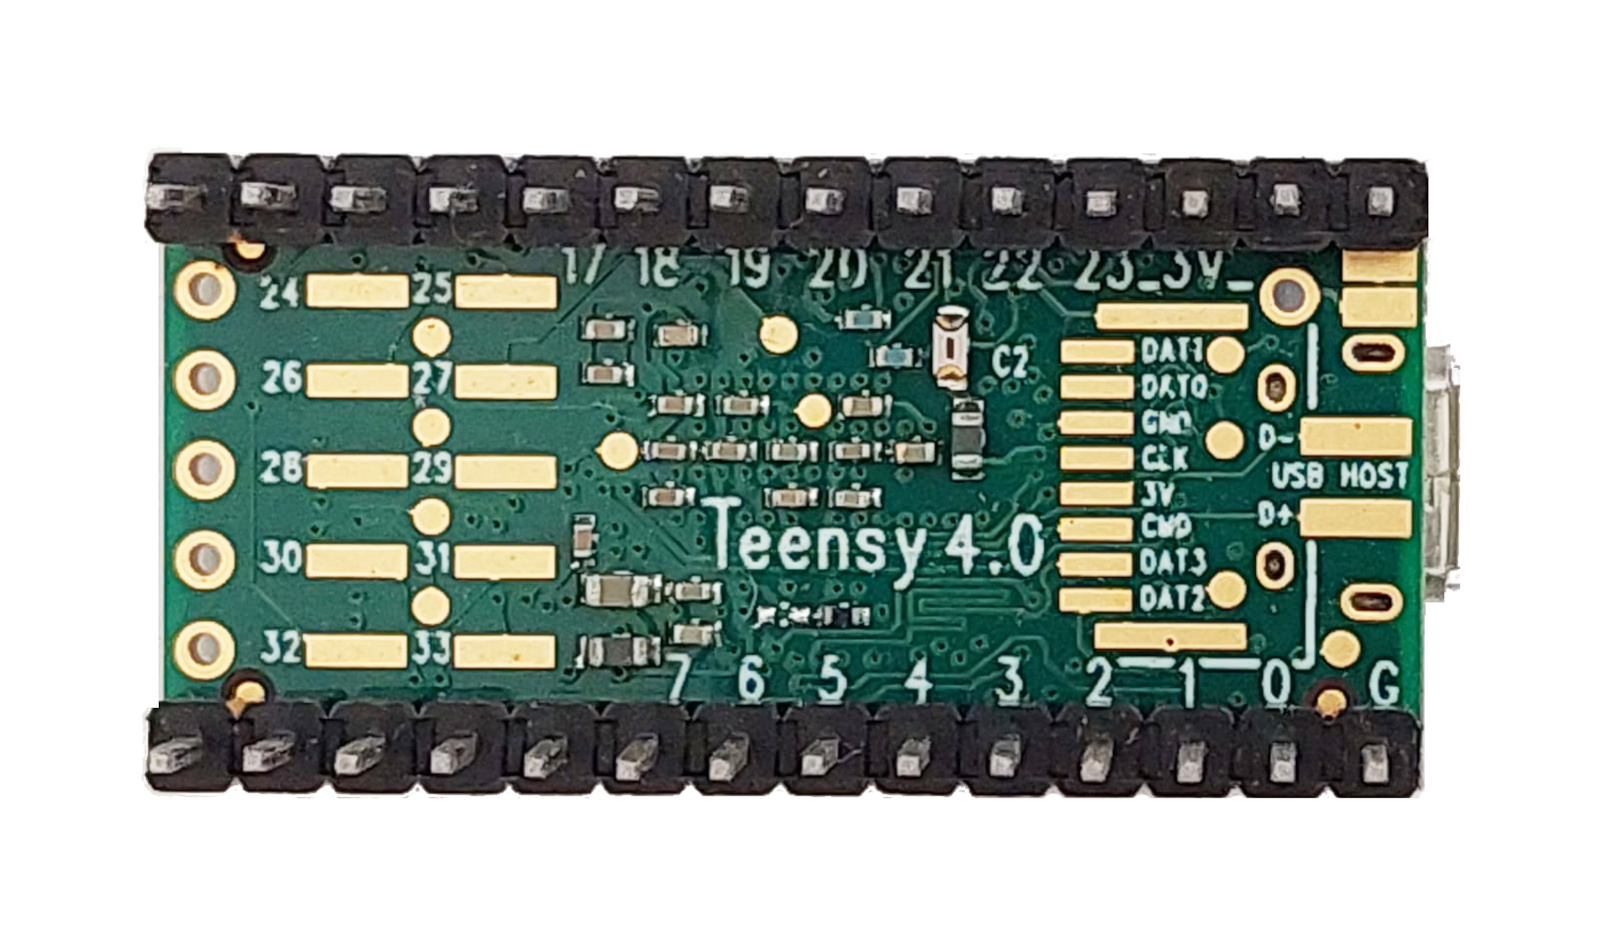 17 18 19 20 21 22 23 3V
24 25
C2
DAT1
26 27
DAT0
GND
D-
28 29
CLK
USB HOST
3V
Teensy 4.0
CMD
D+
30 31
DAT3
DAT2
32 33
7 6 5 4 3 2 1 0 G